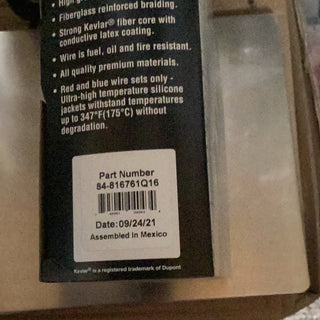 • High
• Fiberglass reinforced braiding.
• Strong Kevlar® fiber core with
conductive latex coating.
• Wire is fuel, oil and fire resistant.
• All quality premium materials.
• Red and blue wire sets only -
Ultra-high temperature silicone
jackets withstand temperatures
up to 347°F(175°C) without
degradation.
Part Number
84-816761Q16
Date:09/24/21
Assembled In Mexico
Kevlar® is a registered trademark of Dupont